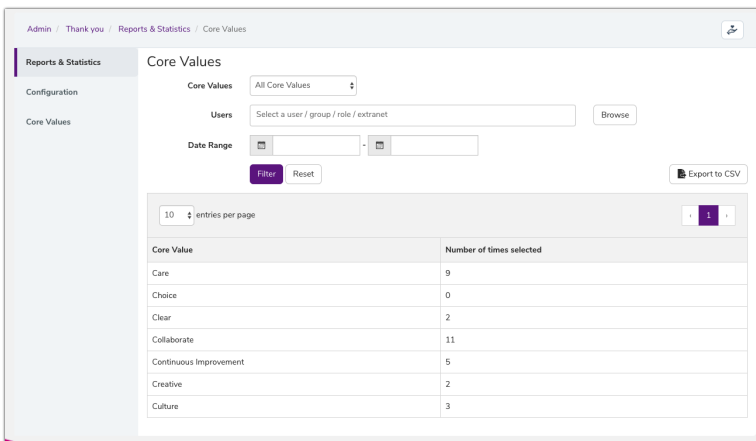 Admin / Thank you / Reports & Statistics / Core Values
Reports & Statistics
Configuration
Core Values
Core Values
Core Values All Core Values
Users Select a user / group / role / extranet Browse
Date Range -
Filter Reset Export to CSV
10 entries per page ‹ 1 ›
Core Value Number of times selected
Care 9
Choice 0
Clear 2
Collaborate 11
Continuous Improvement 5
Creative 2
Culture 3